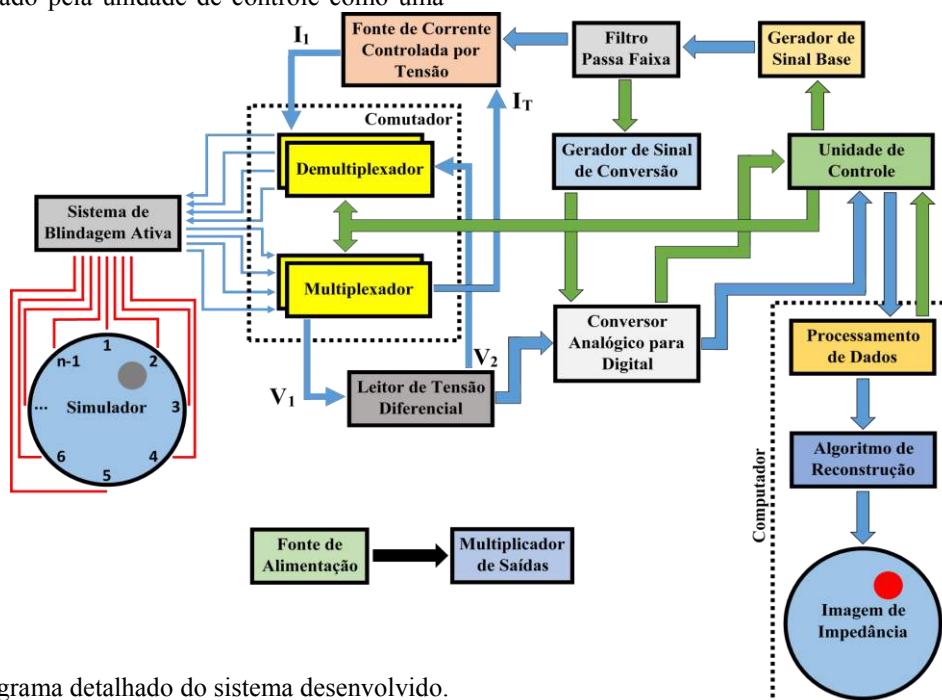 ado pela unidade de controle como uma
Fonte de Corrente
Controlada por
Tensão
Filtro
Passa Faixa
Gerador de
Sinal Base
I1
IT
Comutador
Demultiplexador
Gerador de Sinal
de Conversão
Unidade de
Controle
Sistema de
Blindagem Ativa
Multiplexador
Conversor
Analógico para
Digital
Processamento
de Dados
V1
V2
Leitor de Tensão
Diferencial
1
2
3
4
5
6
...
n-1
Simulador
Algoritmo de
Reconstrução
Computador
Fonte de
Alimentação
Multiplicador
de Saídas
Imagem de
Impedância
grama detalhado do sistema desenvolvido.